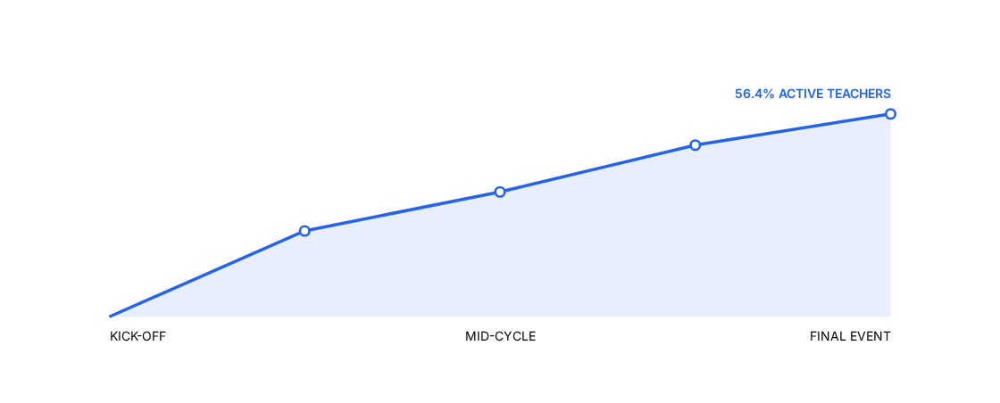 56.4% ACTIVE TEACHERS
KICK-OFF
MID-CYCLE
FINAL EVENT